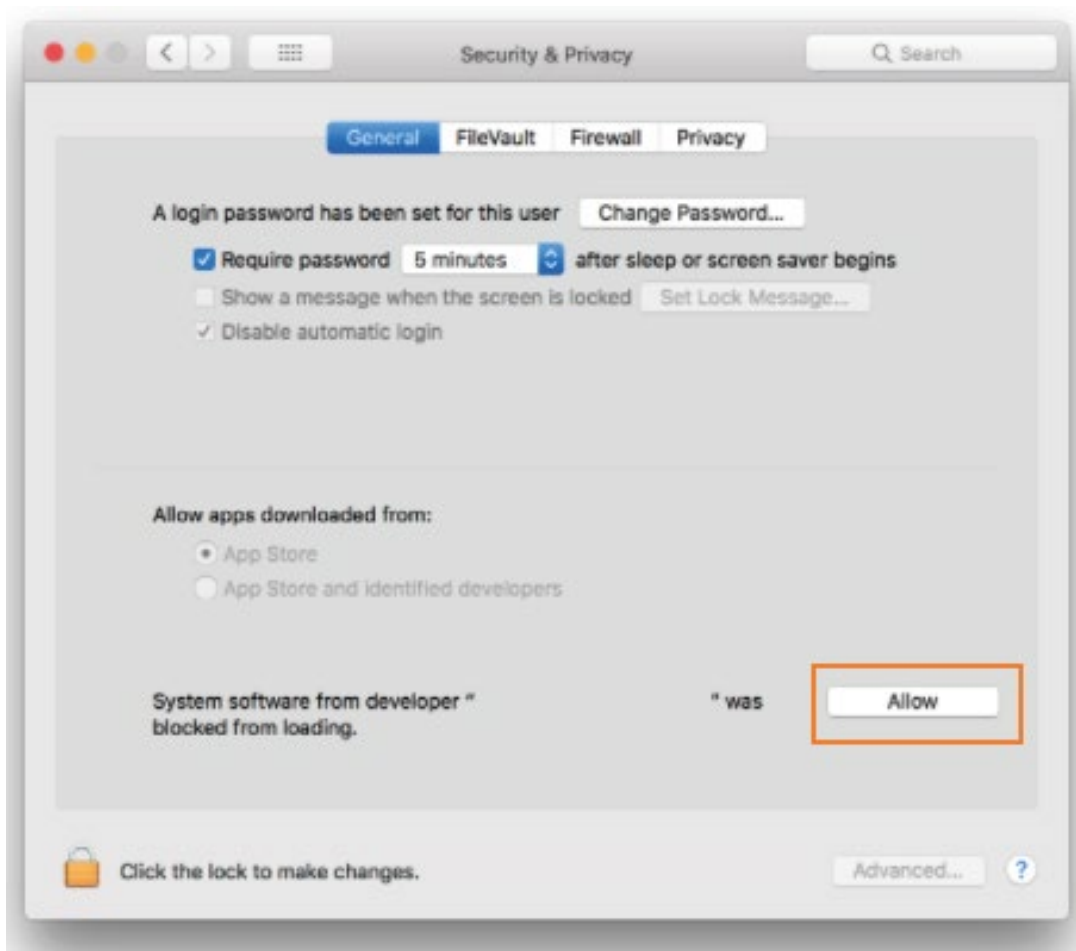 Security & Privacy
Search
General FileVault Firewall Privacy
A login password has been set for this user Change Password...
Require password 5 minutes after sleep or screen saver begins
Show a message when the screen is locked Set Lock Message...
Disable automatic login
Allow apps downloaded from:
App Store
App Store and identified developers
System software from developer “ ” was Allow
blocked from loading.
Click the lock to make changes. Advanced... ?